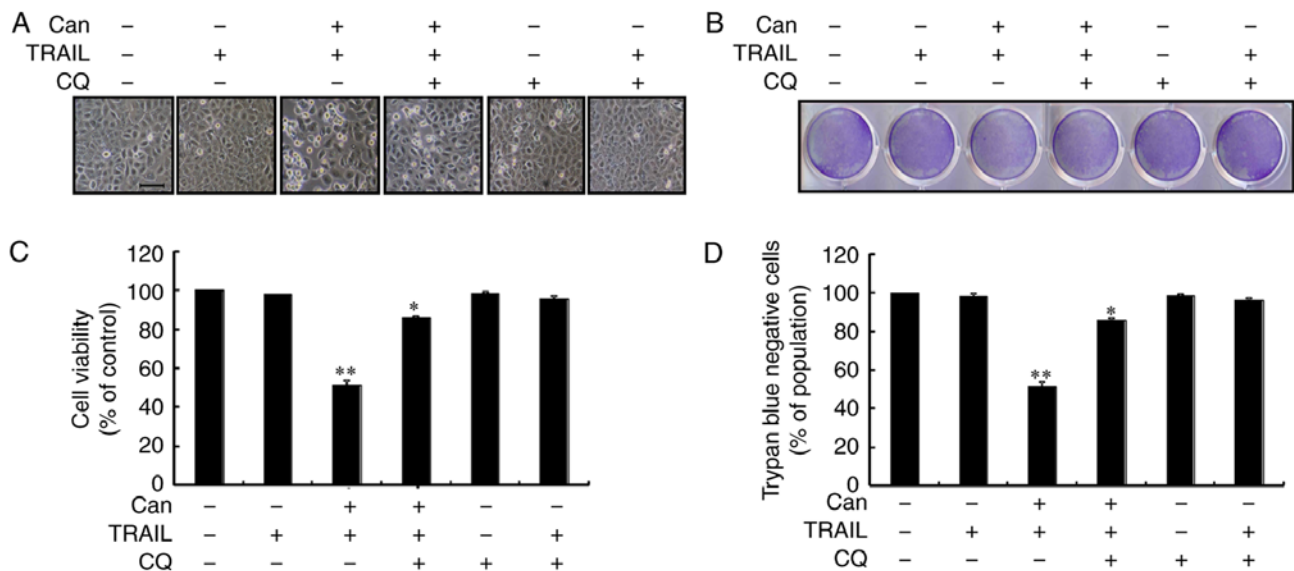 A
Can – – + + – –
TRAIL – + + + – +
CQ – – – + + +
B
Can – – + + – –
TRAIL – + + + – +
CQ – – – + + +
C
Cell viability
(% of control)
120
100
80
60
40
20
0
**
*
Can – – + + – –
TRAIL – + + + – +
CQ – – – + + +
D
Trypan blue negative cells
(% of population)
120
100
80
60
40
20
0
**
*
Can – – + + – –
TRAIL – + + + – +
CQ – – – + + +